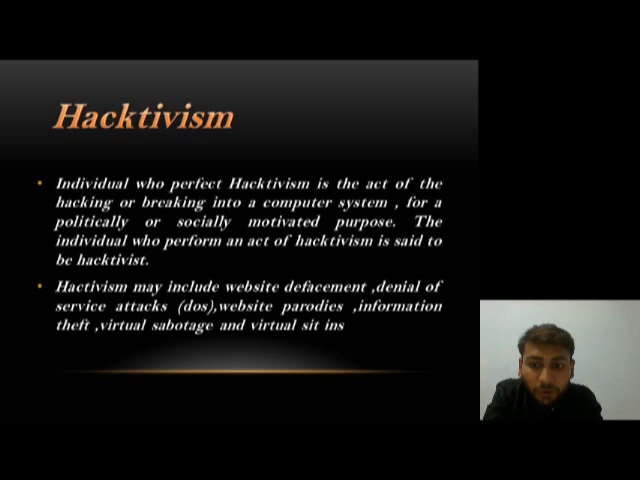 Hacktivism
• Individual who perfect Hacktivism is the act of the
hacking or breaking into a computer system , for a
politically or socially motivated purpose. The
individual who perform an act of hacktivism is said to
be hacktivist.
• Hactivism may include website defacement ,denial of
service attacks (dos),website parodies ,information
theft ,virtual sabotage and virtual sit ins